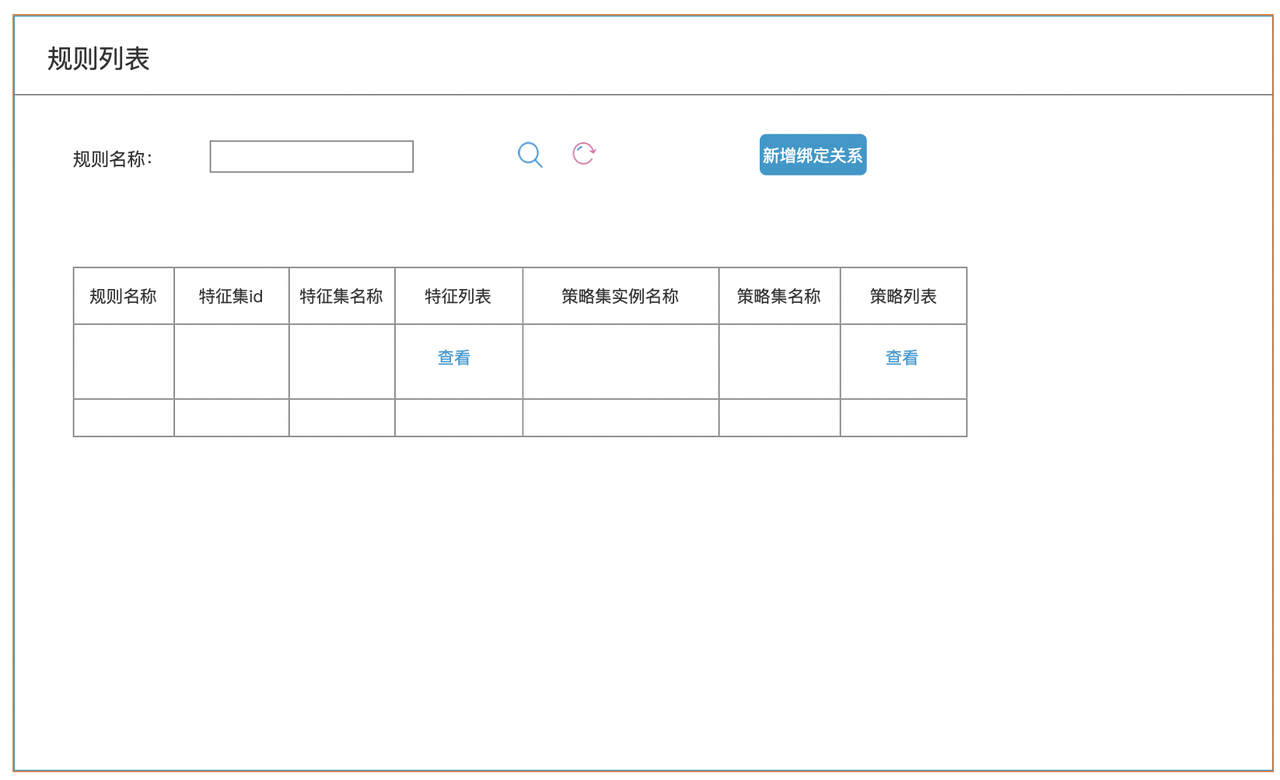 规则列表
规则名称：
新增绑定关系
规则名称 特征集id 特征集名称 特征列表 策略集实例名称 策略集名称 策略列表
查看 查看